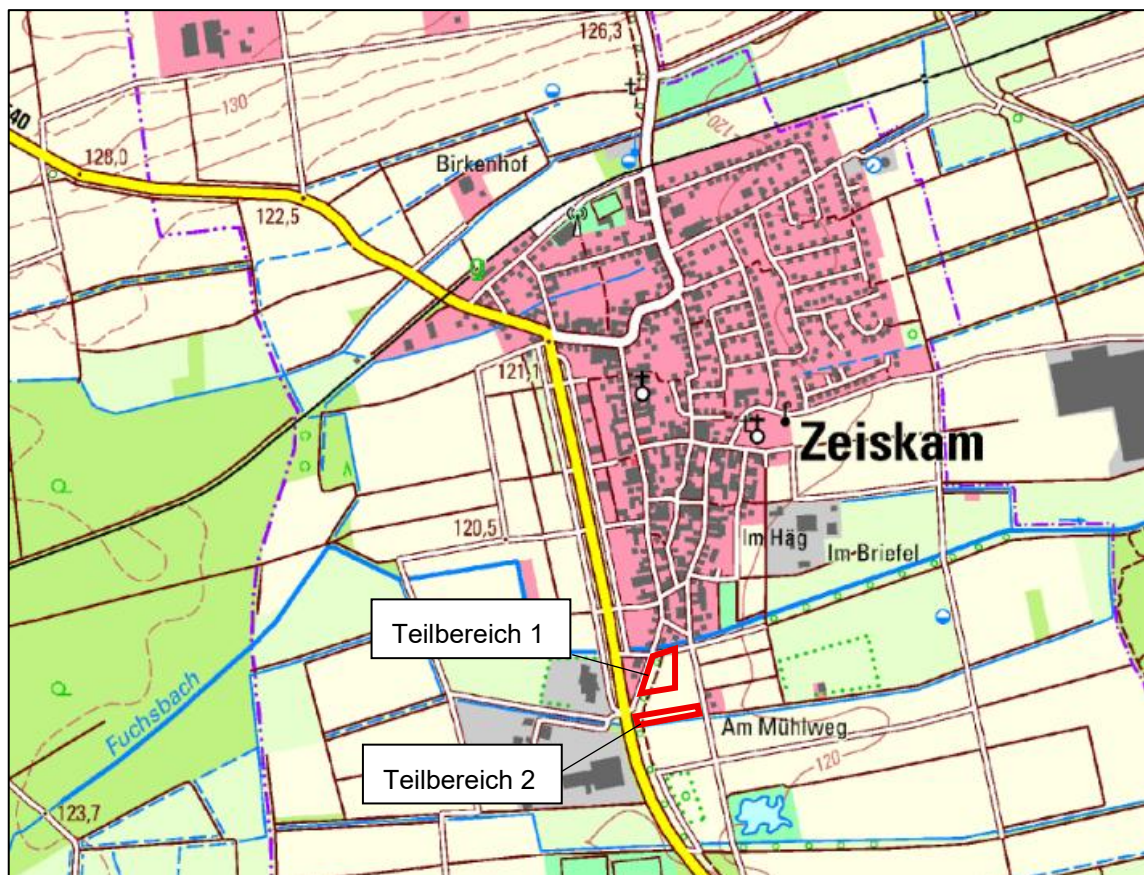 126,3
540
130
128,0
Birkenhof
120
122,5
121,1
Zeiskam
120,5
Im Häg
Im Briefel
Teilbereich 1
Fuchsbach
Am Mühlweg
120
Teilbereich 2
123,7